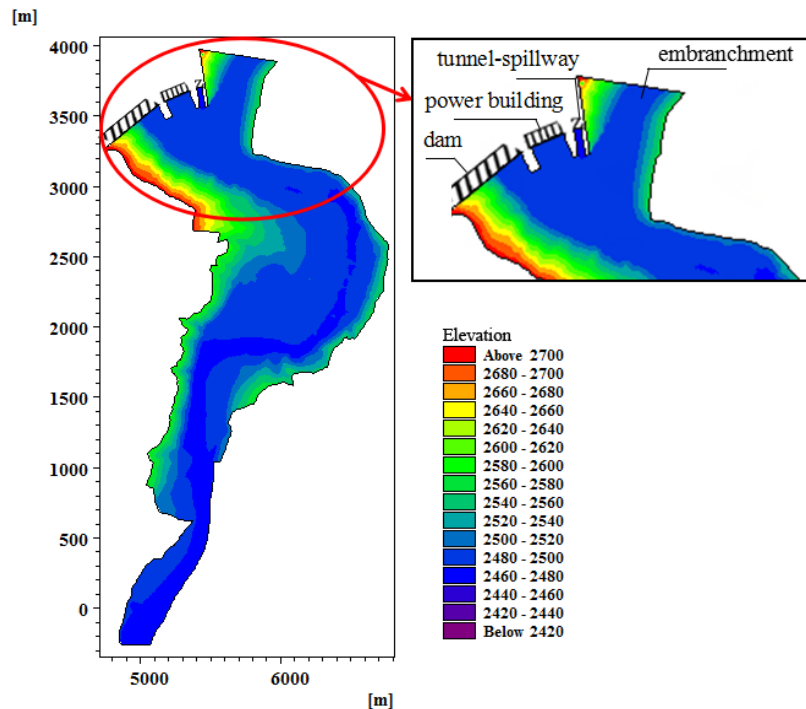 [m]
4000
3500
3000
2500
2000
1500
1000
500
0
5000
6000
[m]
tunnel-spillway
embranchment
power building
dam
Elevation
Above 2700
2680 - 2700
2660 - 2680
2640 - 2660
2620 - 2640
2600 - 2620
2580 - 2600
2560 - 2580
2540 - 2560
2520 - 2540
2500 - 2520
2480 - 2500
2460 - 2480
2440 - 2460
2420 - 2440
Below 2420